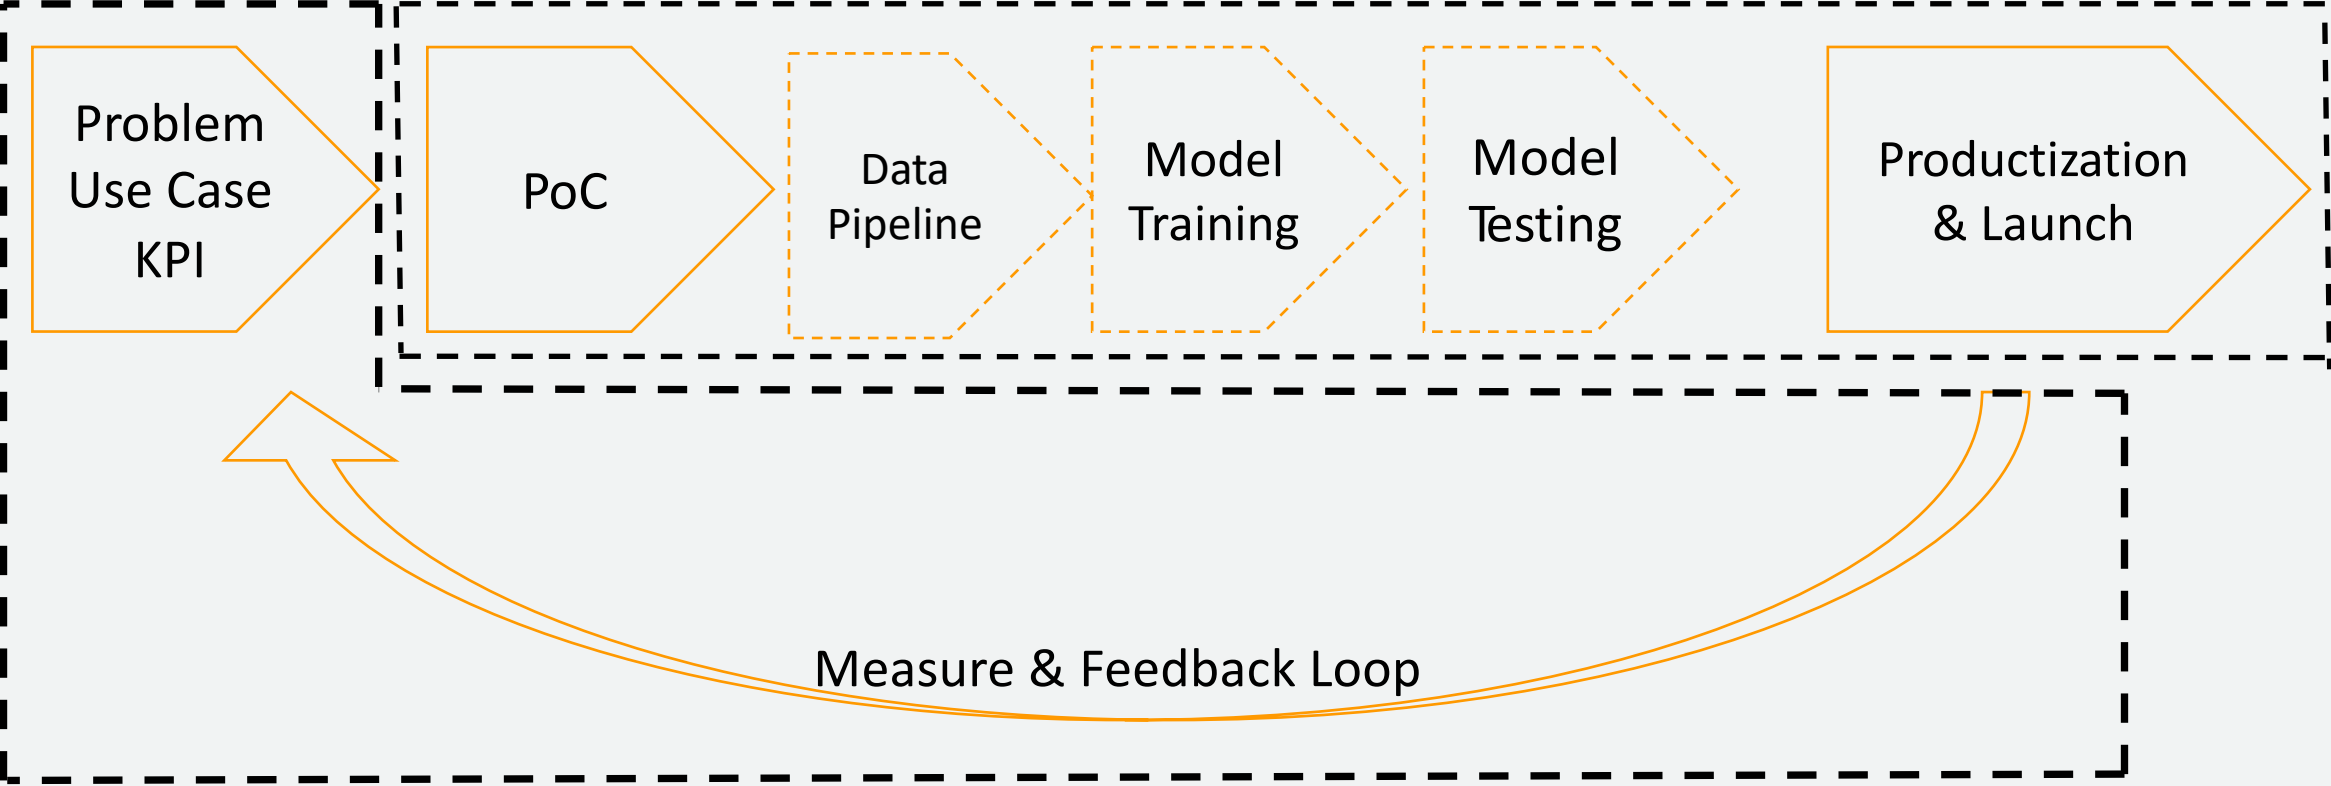 Problem
Use Case
KPI
PoC
Data
Pipeline
Model
Training
Model
Testing
Productization
& Launch
Measure & Feedback Loop